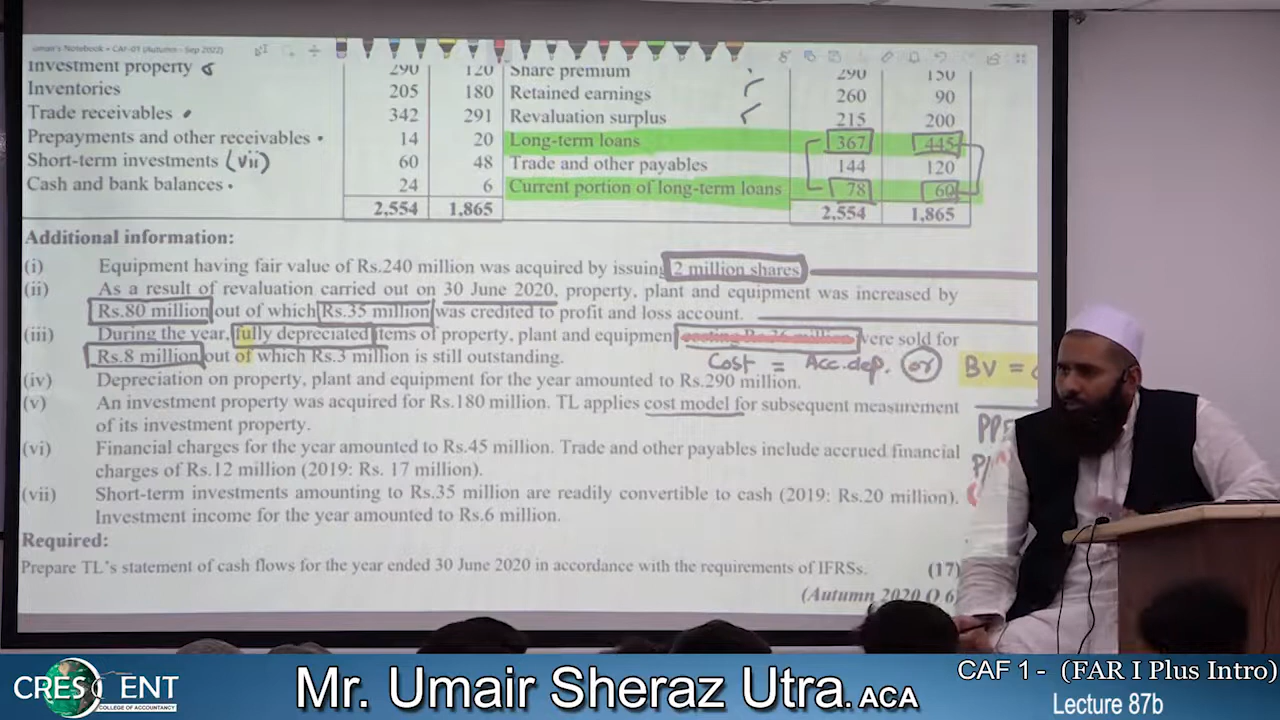 umair's Notebook • CAF-01 (Autumn - Sep 2022)
Investment property 290 120 Share premium 290 150
Inventories 205 180 Retained earnings 260 90
Trade receivables 342 291 Revaluation surplus 215 200
Prepayments and other receivables 14 20 Long-term loans 367 445
Short-term investments (vii) 60 48 Trade and other payables 144 120
Cash and bank balances 24 6 Current portion of long-term loans 78 60
2,554 1,865 2,554 1,865
Additional information:
(i) Equipment having fair value of Rs.240 million was acquired by issuing 2 million shares
(ii) As a result of revaluation carried out on 30 June 2020, property, plant and equipment was increased by
Rs.80 million out of which Rs.35 million was credited to profit and loss account.
(iii) During the year, fully depreciated items of property, plant and equipmen were sold for
Rs.8 million out of which Rs.3 million is still outstanding.
Cost = Acc.dep. or BV =
(iv) Depreciation on property, plant and equipment for the year amounted to Rs.290 million.
(v) An investment property was acquired for Rs.180 million. TL applies cost model for subsequent measurement
of its investment property.
PPE
(vi) Financial charges for the year amounted to Rs.45 million. Trade and other payables include accrued financial
charges of Rs.12 million (2019: Rs. 17 million).
(vii) Short-term investments amounting to Rs.35 million are readily convertible to cash (2019: Rs.20 million).
Investment income for the year amounted to Rs.6 million.
Required:
Prepare TL's statement of cash flows for the year ended 30 June 2020 in accordance with the requirements of IFRSs. (17)
(Autumn 2020 Q 6)
CRESCENT
COLLEGE OF ACCOUNTANCY
Mr. Umair Sheraz Utra. ACA
CAF 1 - (FAR I Plus Intro)
Lecture 87b